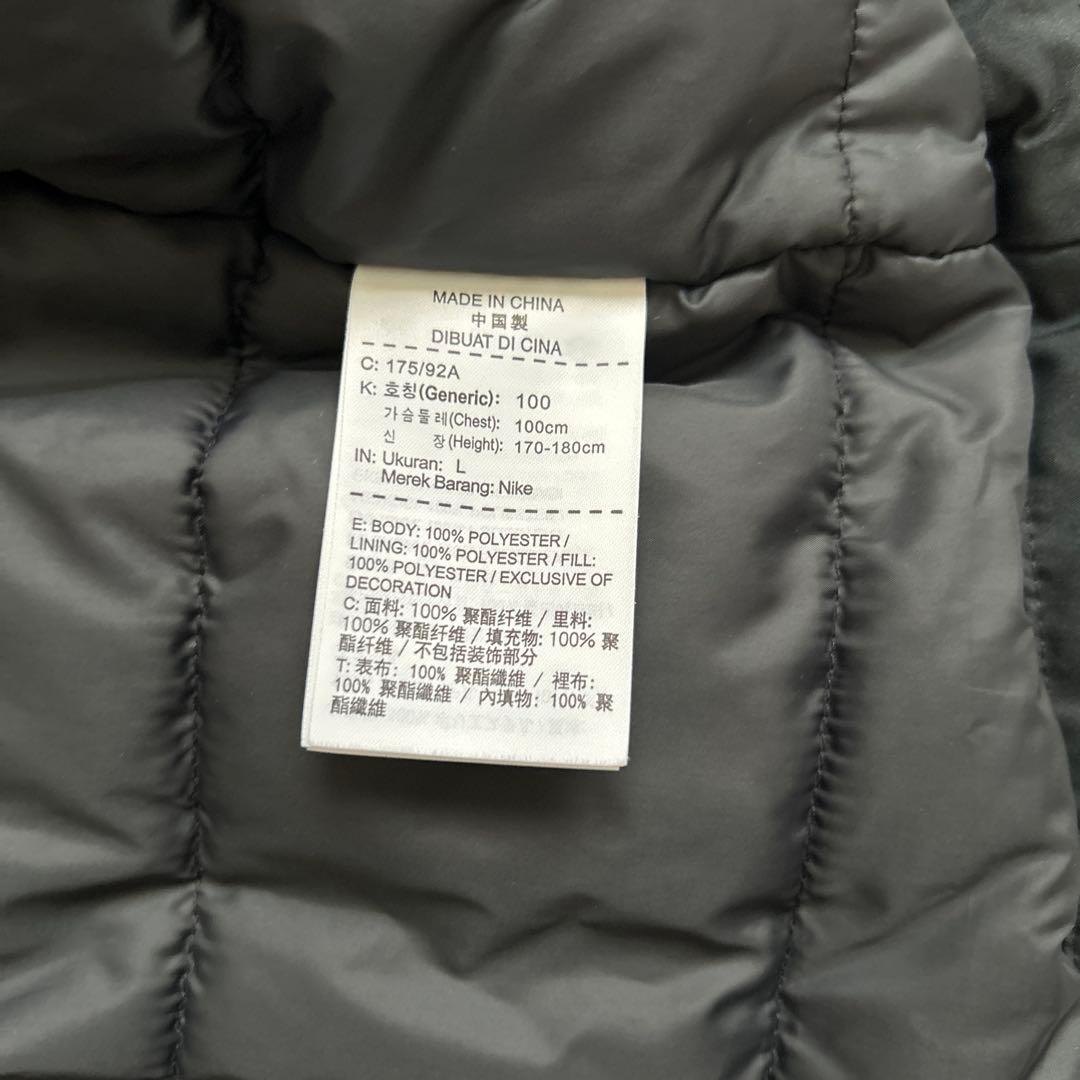 MADE IN CHINA
中国製
DIBUAT DI CINA
C: 175/92A
K: 호칭(Generic): 100
가슴둘레(Chest): 100cm
신 장(Height): 170-180cm
IN: Ukuran: L
Merek Barang: Nike
E: BODY: 100% POLYESTER /
LINING: 100% POLYESTER / FILL:
100% POLYESTER / EXCLUSIVE OF
DECORATION
C: 面料: 100% 聚酯纤维 / 里料:
100% 聚酯纤维 / 填充物: 100% 聚
酯纤维 / 不包括装饰部分
T: 表布: 100% 聚酯纖維 / 裡布:
100% 聚酯纖維 / 內填物: 100% 聚
酯纖維